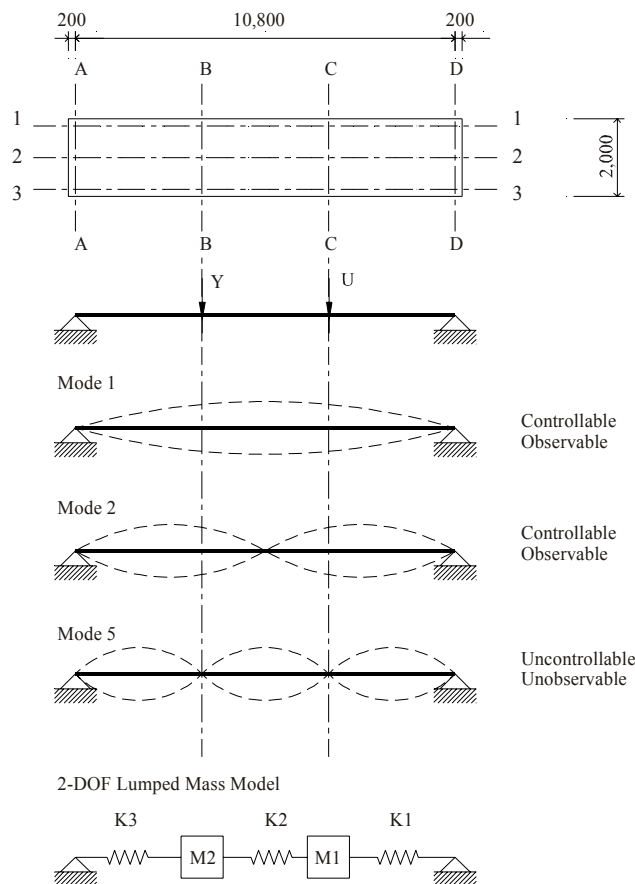 200 10,800 200
A B C D
1 1
2 2
3 3
2,000
A B C D
Y U
Mode 1
Controllable
Observable
Mode 2
Controllable
Observable
Mode 5
Uncontrollable
Unobservable
2-DOF Lumped Mass Model
K3 K2 K1
M2 M1